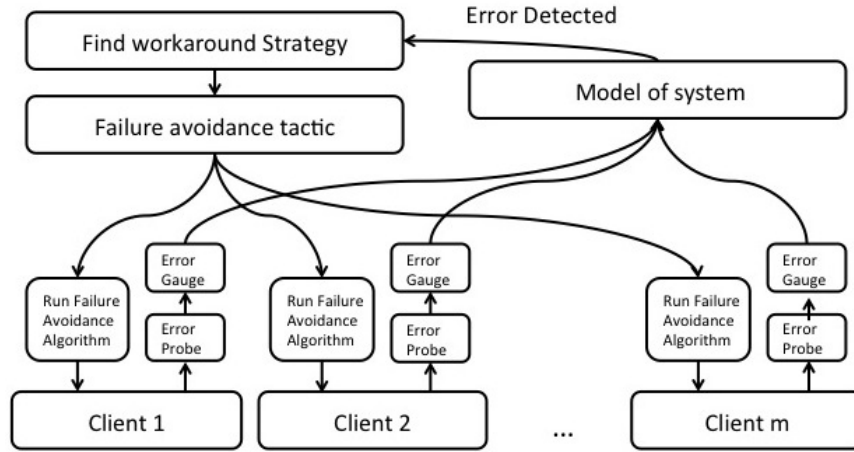 Error Detected
Find workaround Strategy
Model of system
Failure avoidance tactic
Run Failure
Avoidance
Algorithm
Error
Gauge
Error
Probe
Run Failure
Avoidance
Algorithm
Error
Gauge
Error
Probe
Run Failure
Avoidance
Algorithm
Error
Gauge
Error
Probe
Client 1
Client 2
...
Client m